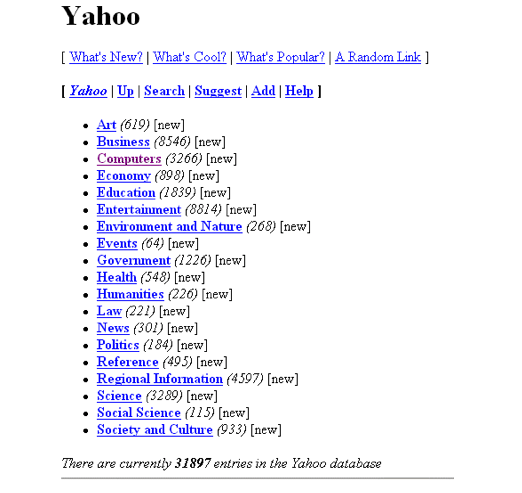 Yahoo
[ What's New? | What's Cool? | What's Popular? | A Random Link ]
[ Yahoo | Up | Search | Suggest | Add | Help ]
Art (619) [new]
Business (8546) [new]
Computers (3266) [new]
Economy (898) [new]
Education (1839) [new]
Entertainment (8814) [new]
Environment and Nature (268) [new]
Events (64) [new]
Government (1226) [new]
Health (548) [new]
Humanities (226) [new]
Law (221) [new]
News (301) [new]
Politics (184) [new]
Reference (495) [new]
Regional Information (4597) [new]
Science (3289) [new]
Social Science (115) [new]
Society and Culture (933) [new]
There are currently 31897 entries in the Yahoo database